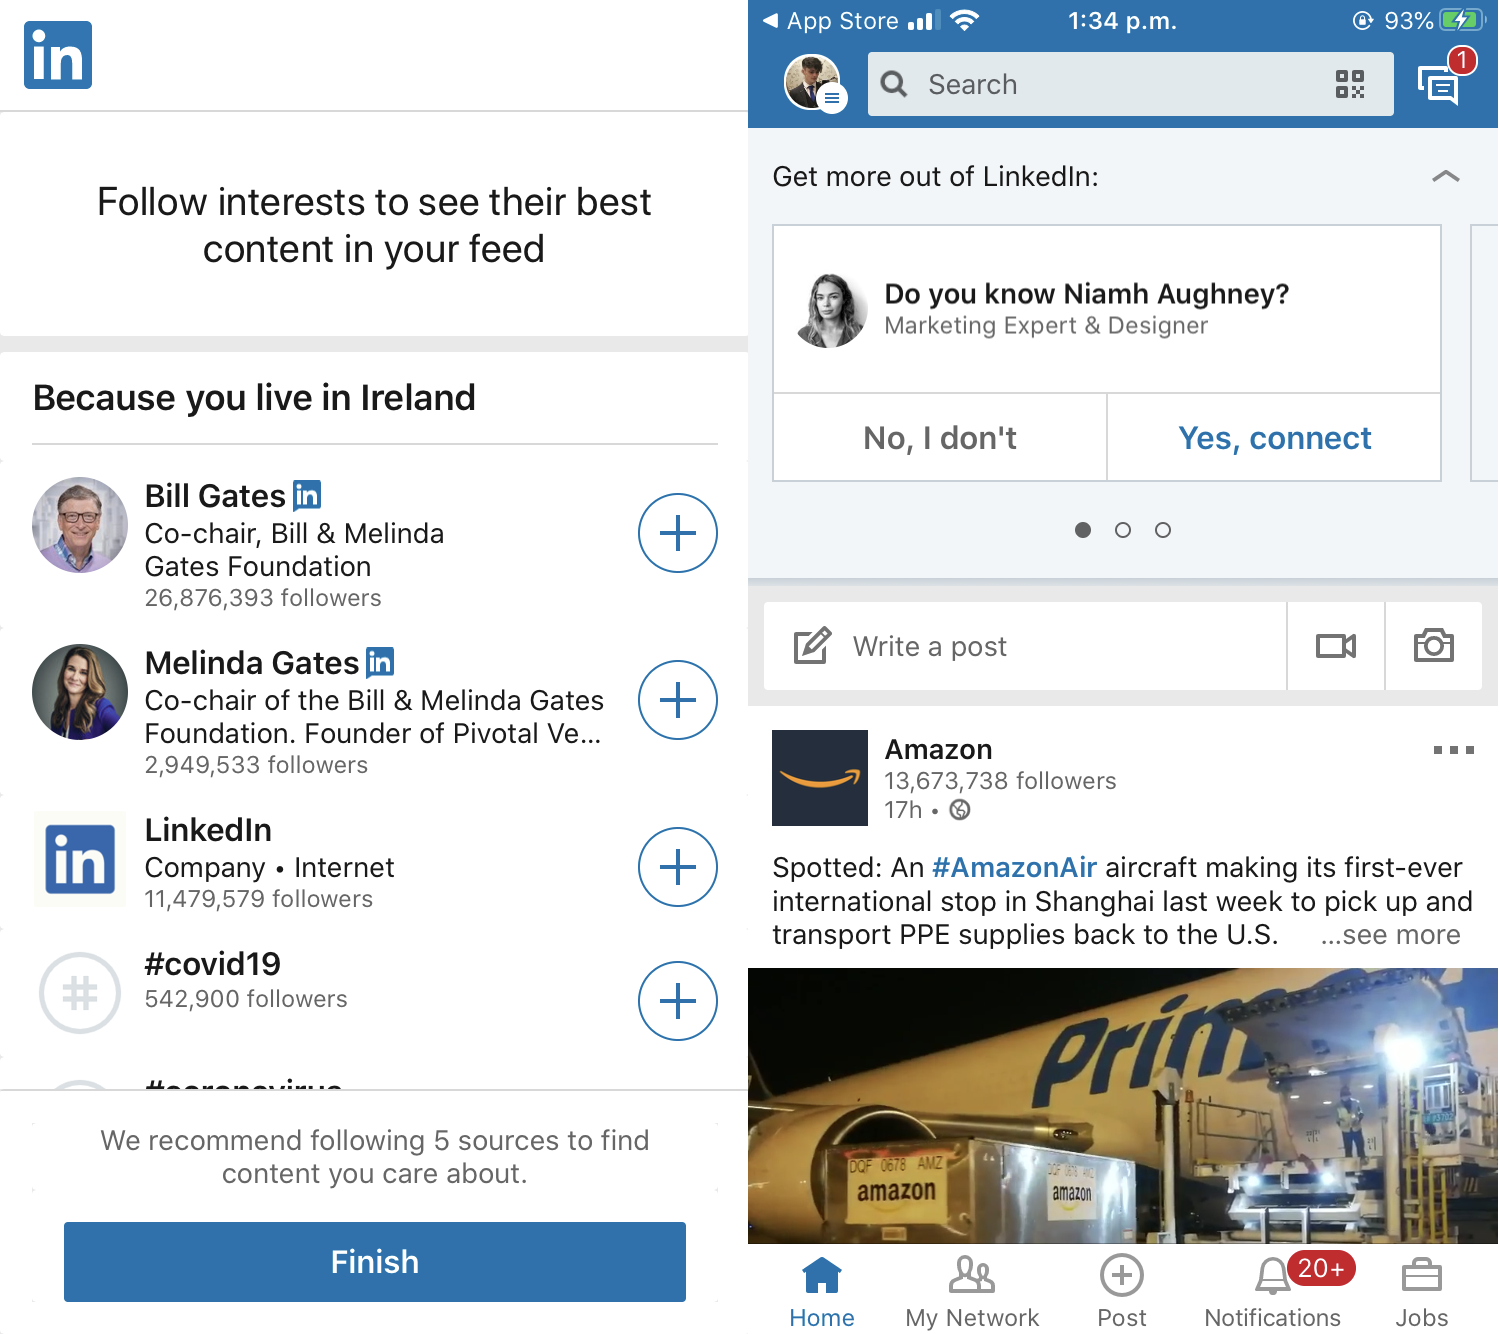 in
Follow interests to see their best
content in your feed
Because you live in Ireland
Bill Gates in
Co-chair, Bill & Melinda
Gates Foundation
26,876,393 followers
Melinda Gates in
Co-chair of the Bill & Melinda Gates
Foundation. Founder of Pivotal Ve...
2,949,533 followers
in
LinkedIn
Company • Internet
11,479,579 followers
#covid19
542,900 followers
#coronavirus
We recommend following 5 sources to find
content you care about.
Finish
App Store
1:34 p.m.
93%
Search
1
Get more out of LinkedIn:
Do you know Niamh Aughney?
Marketing Expert & Designer
No, I don't
Yes, connect
Write a post
Amazon
13,673,738 followers
17h •
Spotted: An #AmazonAir aircraft making its first-ever
international stop in Shanghai last week to pick up and
transport PPE supplies back to the U.S. ...see more
Prim
DQF 0678 AMZ
amazon
amazon
Home
My Network
Post
20+
Notifications
Jobs